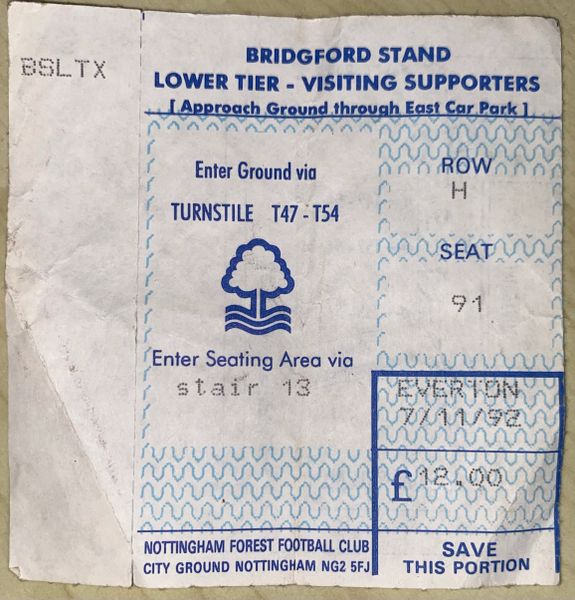 BSLTX
BRIDGFORD STAND
LOWER TIER - VISITING SUPPORTERS
[ Approach Ground through East Car Park ]
Enter Ground via
TURNSTILE T47 - T54
ROW
H
SEAT
91
Enter Seating Area via
stair 13
EVERTON
7/11/92
£12.00
NOTTINGHAM FOREST FOOTBALL CLUB
CITY GROUND NOTTINGHAM NG2 5FJ
SAVE
THIS PORTION